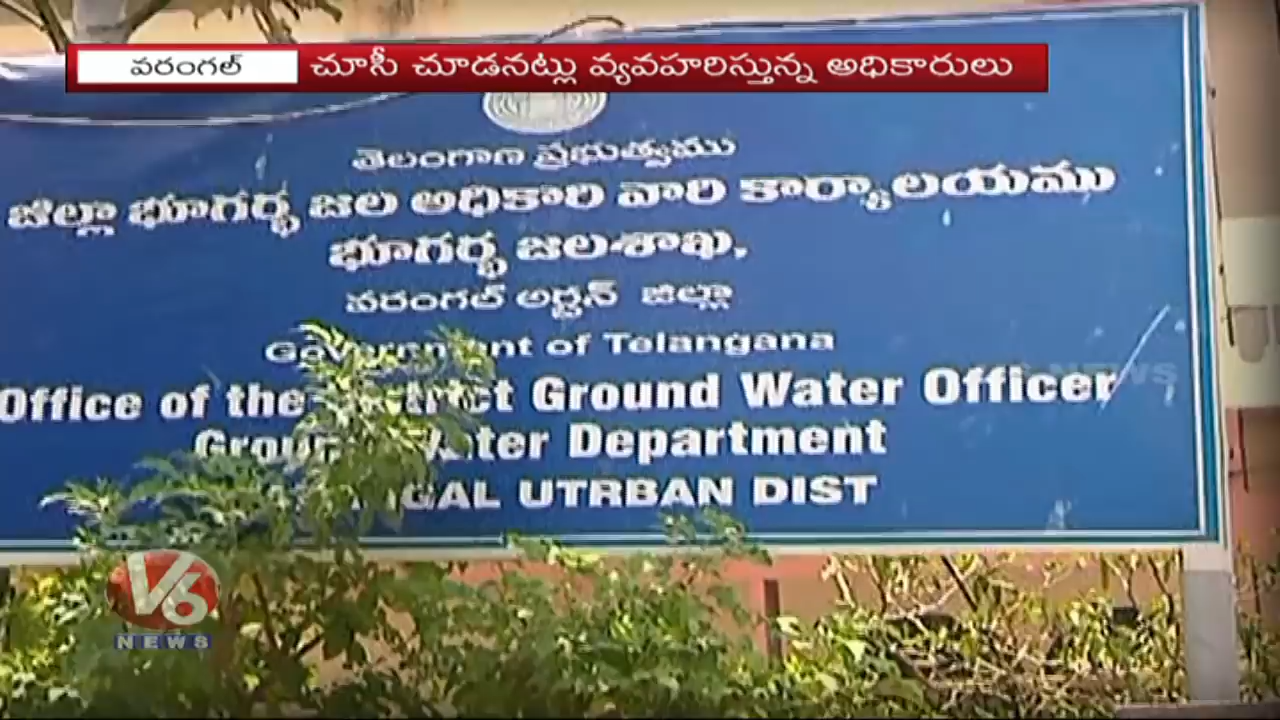 వరంగల్ చూసీ చూడనట్లు వ్యవహరిస్తున్న అధికారులు
తెలంగాణ ప్రభుత్వము
జిల్లా భూగర్భ జల అధికారి వారి కార్యాలయము
భూగర్భ జలశాఖ,
వరంగల్ అర్బన్ జిల్లా
Government of Telangana
Office of the District Ground Water Officer
Ground Water Department
UTRBAN DIST
V6
NEWS